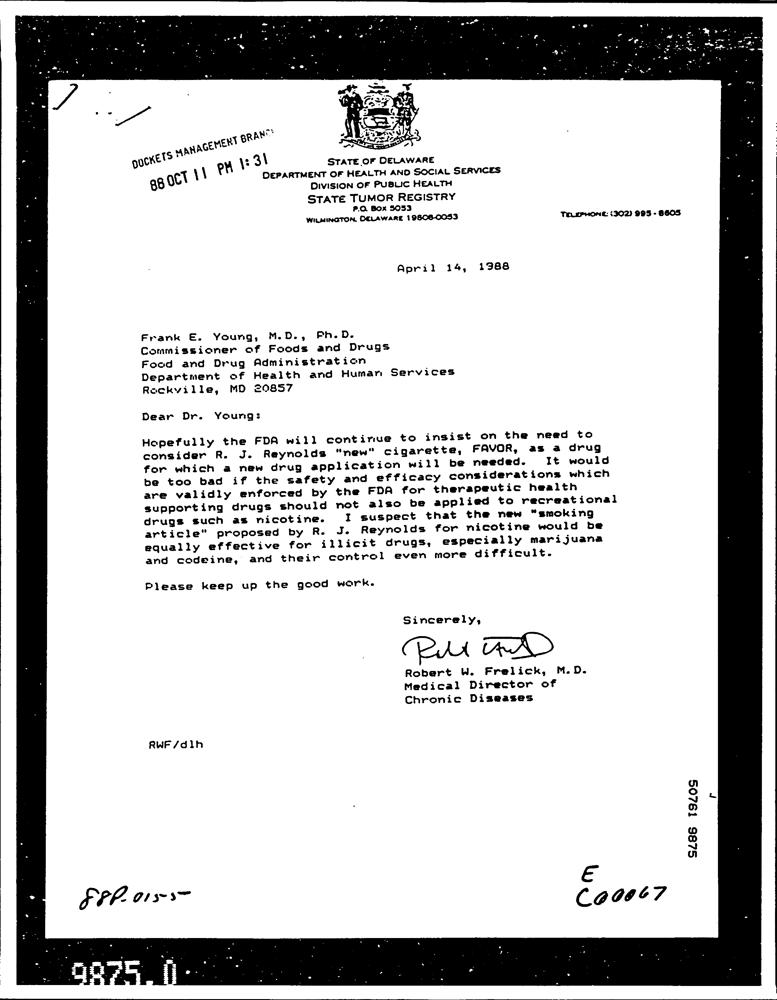 DOCKETS MANAGEMENT BRANCH
88 OCT 11 PM 1:31
STATE OF DELAWARE
DEPARTMENT OF HEALTH AND SOCIAL SERVICES
DIVISION OF PUBLIC HEALTH
STATE TUMOR REGISTRY
P.O. BOX 5053
WILMINGTON, DELAWARE 19808-0053
TELEPHONE: (302) 995-8605
April 14, 1988
Frank E. Young, M.D., Ph.D.
Commissioner of Foods and Drugs
Food and Drug Administration
Department of Health and Human Services
Rockville, MD 20857
Dear Dr. Young:
Hopefully the FDA will continue to insist on the need to
consider R. J. Reynolds "new" cigarette, FAVOR, as a drug
for which a new drug application will be needed. It would
be too bad if the safety and efficacy considerations which
are validly enforced by the FDA for therapeutic health
supporting drugs should not also be applied to recreational
drugs such as nicotine. I suspect that the new "smoking
article" proposed by R. J. Reynolds for nicotine would be
equally effective for illicit drugs, especially marijuana
and codeine, and their control even more difficult.
Please keep up the good work.
Sincerely,
Robert W. Frelick, M.D.
Medical Director of
Chronic Diseases
RWF/dlh
50761 9875
88P-0155
E
C00067
9875.0